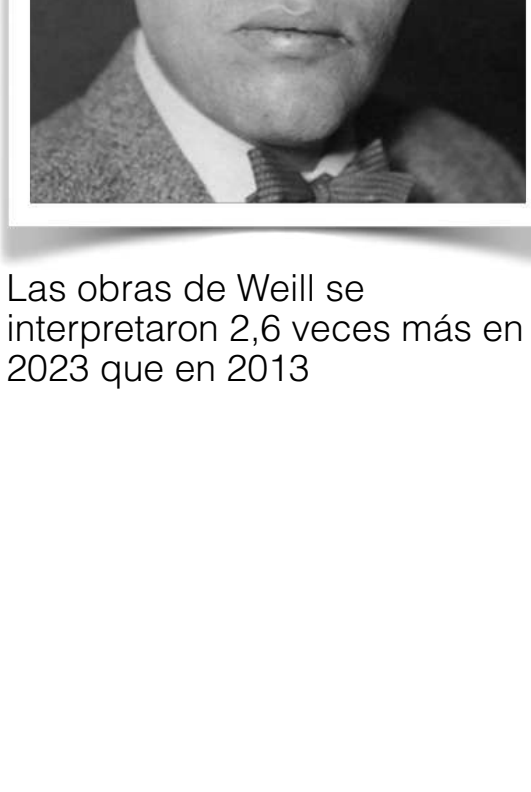 Las obras de Weill se
interpretaron 2,6 veces más en
2023 que en 2013